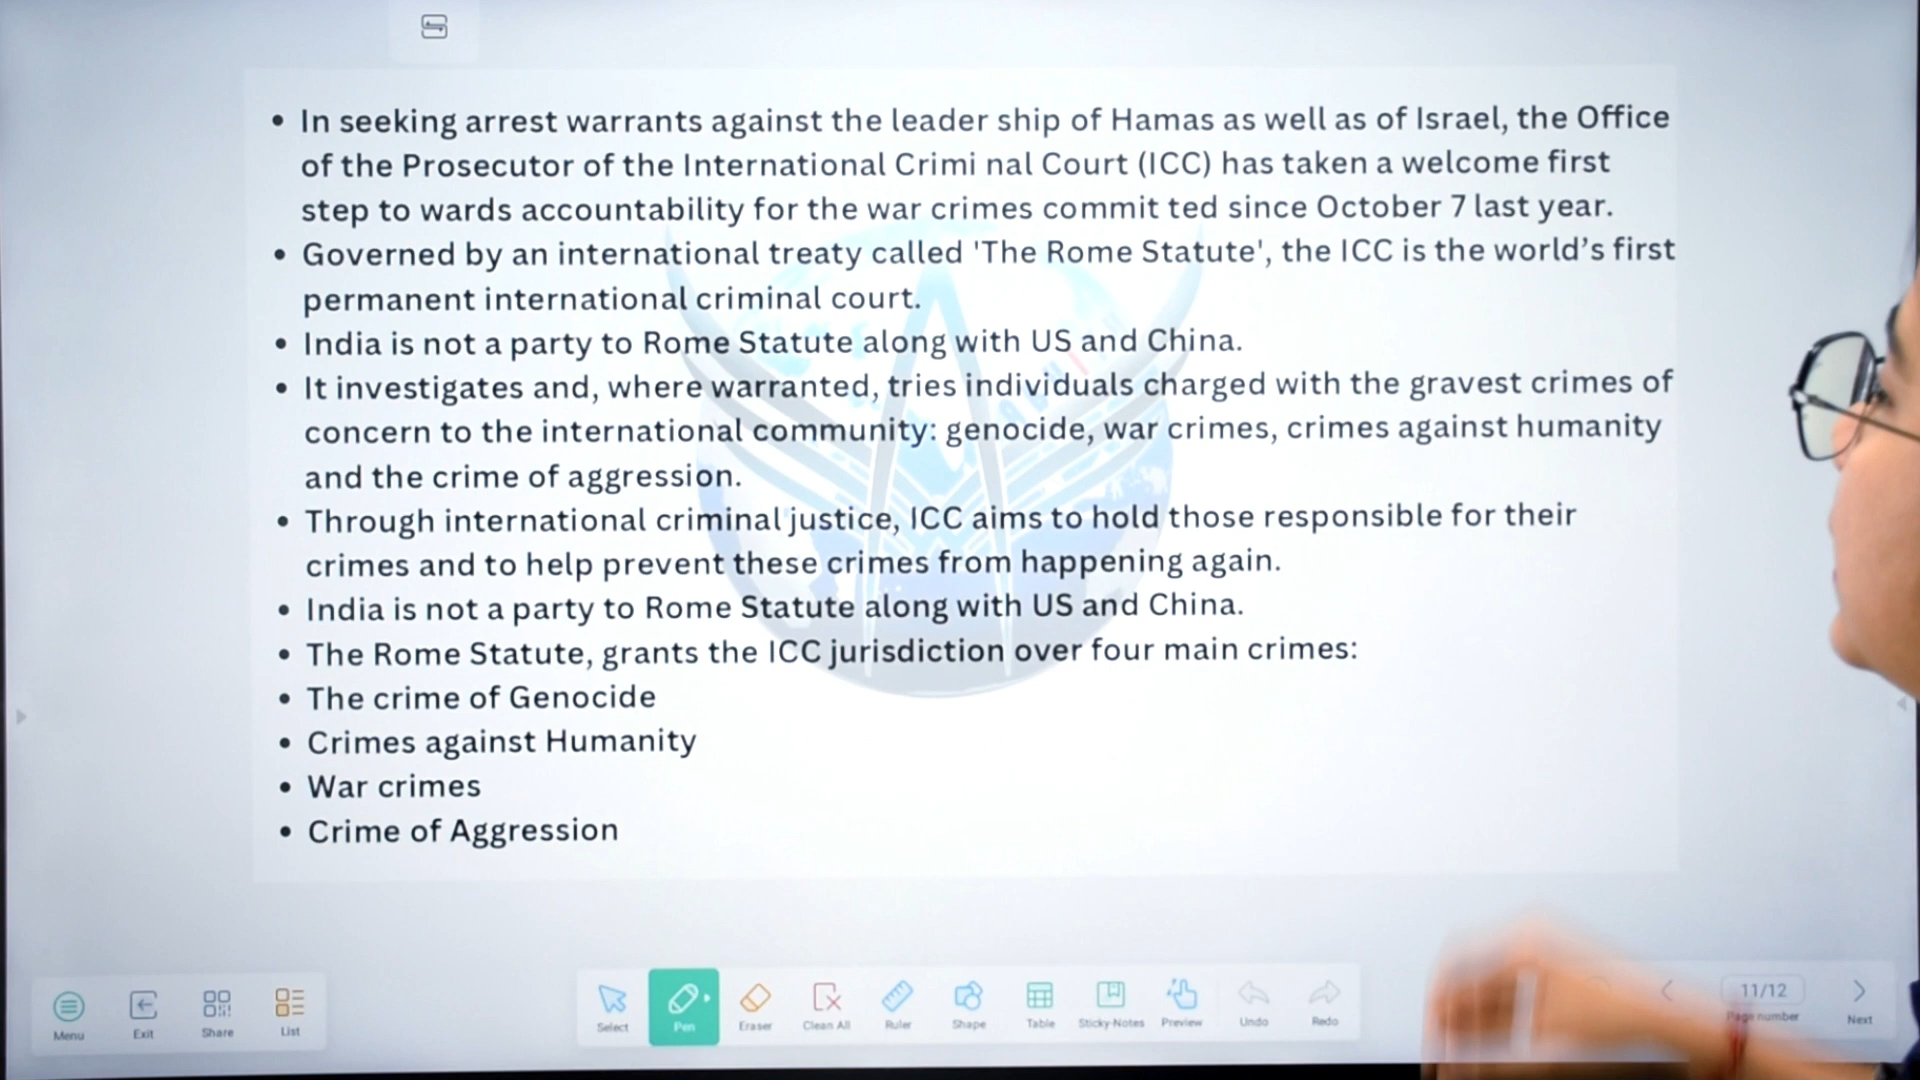 • In seeking arrest warrants against the leader ship of Hamas as well as of Israel, the Office
of the Prosecutor of the International Crimi nal Court (ICC) has taken a welcome first
step to wards accountability for the war crimes commit ted since October 7 last year.
• Governed by an international treaty called 'The Rome Statute', the ICC is the world’s first
permanent international criminal court.
• India is not a party to Rome Statute along with US and China.
• It investigates and, where warranted, tries individuals charged with the gravest crimes of
concern to the international community: genocide, war crimes, crimes against humanity
and the crime of aggression.
• Through international criminal justice, ICC aims to hold those responsible for their
crimes and to help prevent these crimes from happening again.
• India is not a party to Rome Statute along with US and China.
• The Rome Statute, grants the ICC jurisdiction over four main crimes:
• The crime of Genocide
• Crimes against Humanity
• War crimes
• Crime of Aggression
Menu Exit Share List Select Pen Eraser Clean All Ruler Shape Table Sticky-Notes Preview Undo Redo
11/12
Page number Next